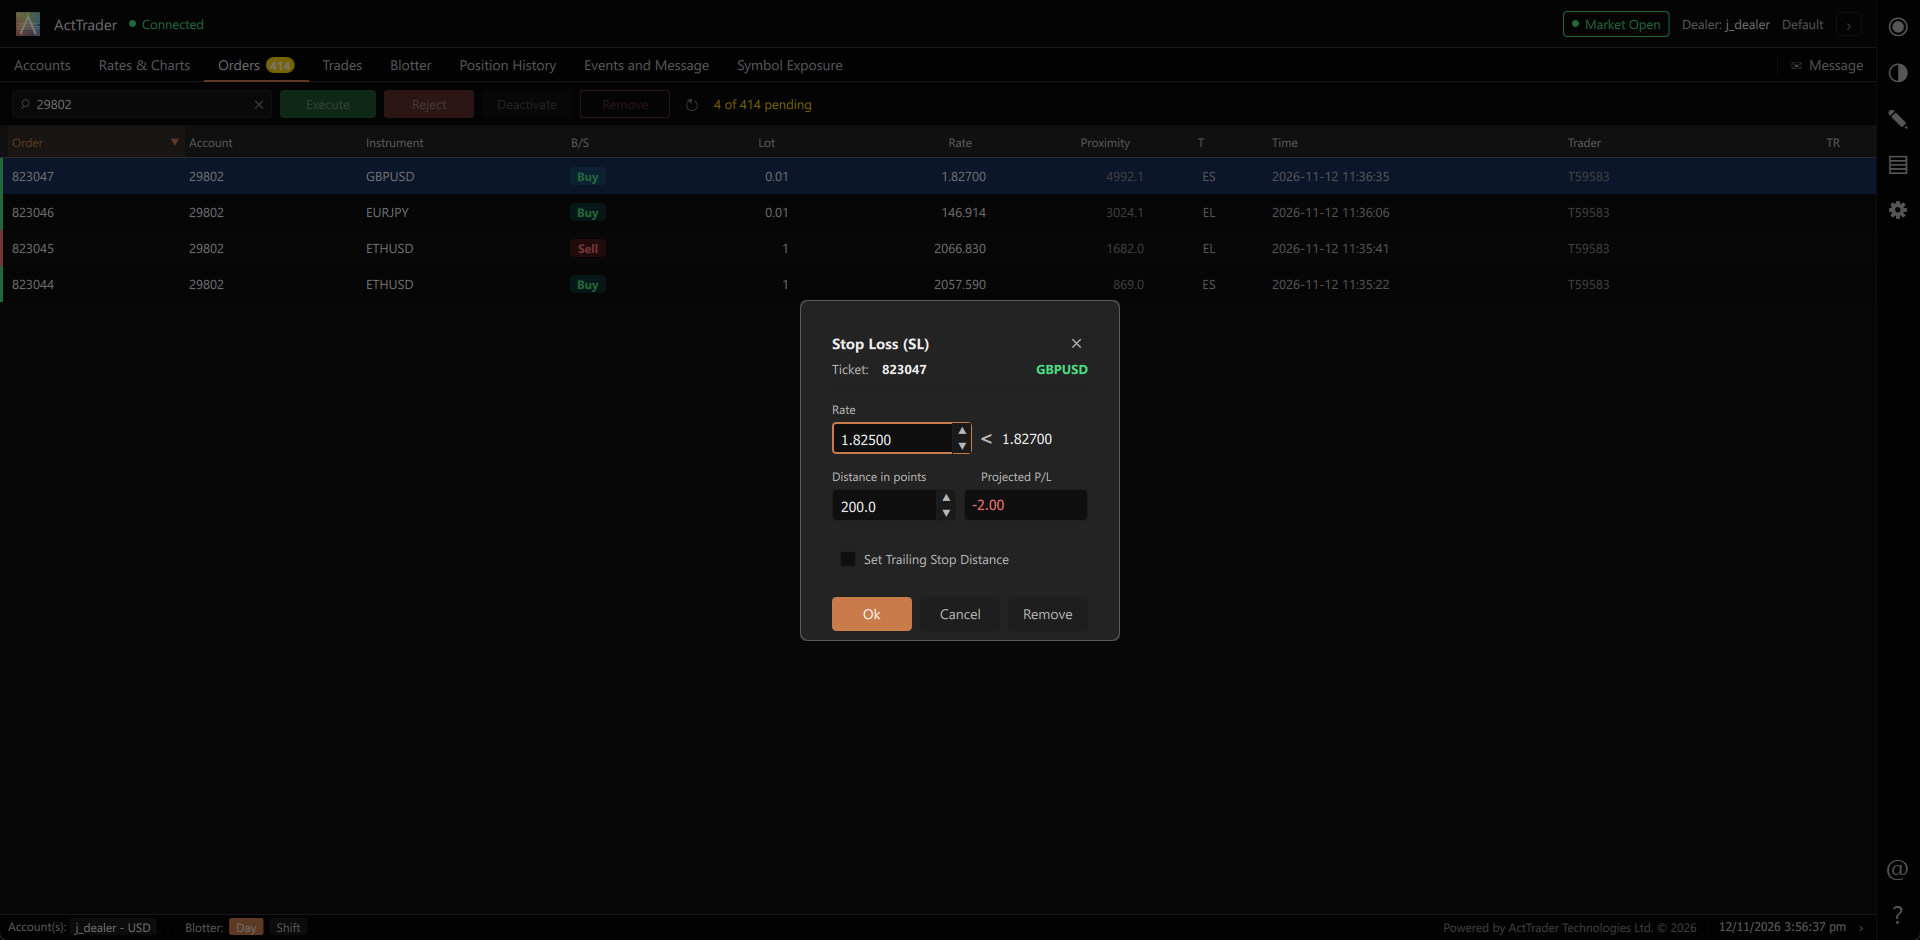 ActTrader Connected Market Open Dealer: j_dealer Default
Accounts Rates & Charts Orders 414 Trades Blotter Position History Events and Message Symbol Exposure Message
29802 Execute Reject Deactivate Remove 4 of 414 pending
Order Account Instrument B/S Lot Rate Proximity T Time Trader TR
823047 29802 GBPUSD Buy 0.01 1.82700 4992.1 ES 2026-11-12 11:36:35 T59583
823046 29802 EURJPY Buy 0.01 146.914 3024.1 EL 2026-11-12 11:36:06 T59583
823045 29802 ETHUSD Sell 1 2066.830 1682.0 EL 2026-11-12 11:35:41 T59583
823044 29802 ETHUSD Buy 1 2057.590 869.0 ES 2026-11-12 11:35:22 T59583
Stop Loss (SL)
Ticket: 823047 GBPUSD
Rate
1.82500 < 1.82700
Distance in points Projected P/L
200.0 -2.00
Set Trailing Stop Distance
Ok Cancel Remove
Account(s): j_dealer - USD Blotter: Day Shift Powered by ActTrader Technologies Ltd. © 2026 12/11/2026 3:56:37 pm